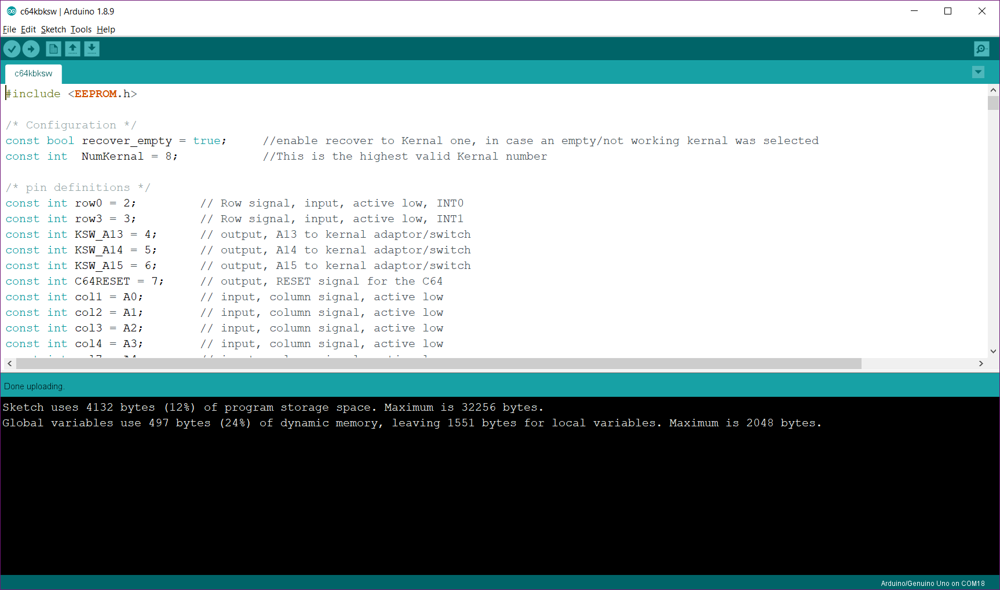 c64kbksw | Arduino 1.8.9
File Edit Sketch Tools Help
c64kbksw
#include <EEPROM.h>
/* Configuration */
const bool recover_empty = true; //enable recover to Kernal one, in case an empty/not working kernal was selected
const int NumKernal = 8; //This is the highest valid Kernal number
/* pin definitions */
const int row0 = 2; // Row signal, input, active low, INT0
const int row3 = 3; // Row signal, input, active low, INT1
const int KSW_A13 = 4; // output, A13 to kernal adaptor/switch
const int KSW_A14 = 5; // output, A14 to kernal adaptor/switch
const int KSW_A15 = 6; // output, A15 to kernal adaptor/switch
const int C64RESET = 7; // output, RESET signal for the C64
const int col1 = A0; // input, column signal, active low
const int col2 = A1; // input, column signal, active low
const int col3 = A2; // input, column signal, active low
const int col4 = A3; // input, column signal, active low
Done uploading.
Sketch uses 4132 bytes (12%) of program storage space. Maximum is 32256 bytes.
Global variables use 497 bytes (24%) of dynamic memory, leaving 1551 bytes for local variables. Maximum is 2048 bytes.
Arduino/Genuino Uno on COM18